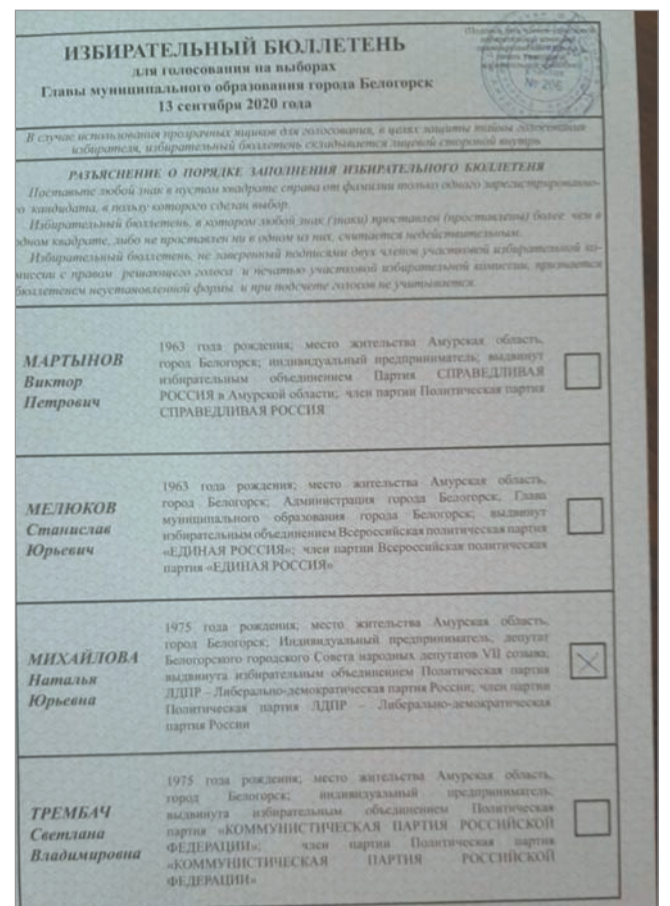 ИЗБИРАТЕЛЬНЫЙ БЮЛЛЕТЕНЬ
для голосования на выборах
Главы муниципального образования города Белогорск
13 сентября 2020 года
№ 206
В случае использования прозрачных ящиков для голосования, в целях защиты тайны голосования
избирателя, избирательный бюллетень складывается лицевой стороной внутрь
РАЗЪЯСНЕНИЕ О ПОРЯДКЕ ЗАПОЛНЕНИЯ ИЗБИРАТЕЛЬНОГО БЮЛЛЕТЕНЯ
Поставьте любой знак в пустом квадрате справа от фамилии только одного зарегистрированно-
го кандидата, в пользу которого сделан выбор.
Избирательный бюллетень, в котором любой знак (знаки) проставлен (проставлены) более чем в
одном квадрате, либо не проставлен ни в одном из них, считается недействительным.
Избирательный бюллетень, не заверенный подписями двух членов участковой избирательной ко-
миссии с правом решающего голоса и печатью участковой избирательной комиссии, признается
бюллетенем неустановленной формы и при подсчете голосов не учитывается.
МАРТЫНОВ
Виктор
Петрович
1963 года рождения; место жительства Амурская область,
город Белогорск; индивидуальный предприниматель; выдвинут
избирательным объединением Партия СПРАВЕДЛИВАЯ
РОССИЯ в Амурской области; член партии Политическая партия
СПРАВЕДЛИВАЯ РОССИЯ
МЕЛЮКОВ
Станислав
Юрьевич
1963 года рождения; место жительства Амурская область,
город Белогорск; Администрация города Белогорск, Глава
муниципального образования города Белогорск; выдвинут
избирательным объединением Всероссийская политическая партия
«ЕДИНАЯ РОССИЯ»; член партии Всероссийская политическая
партия «ЕДИНАЯ РОССИЯ»
МИХАЙЛОВА
Наталья
Юрьевна
1975 года рождения; место жительства Амурская область,
город Белогорск; Индивидуальный предприниматель; депутат
Белогорского городского Совета народных депутатов VII созыва;
выдвинута избирательным объединением Политическая партия
ЛДПР – Либерально-демократическая партия России; член партии
Политическая партия ЛДПР – Либерально-демократическая
партия России
ТРЕМБАЧ
Светлана
Владимировна
1975 года рождения; место жительства Амурская область,
город Белогорск; индивидуальный предприниматель;
выдвинута избирательным объединением Политическая
партия «КОММУНИСТИЧЕСКАЯ ПАРТИЯ РОССИЙСКОЙ
ФЕДЕРАЦИИ»; член партии Политическая партия
«КОММУНИСТИЧЕСКАЯ ПАРТИЯ РОССИЙСКОЙ
ФЕДЕРАЦИИ»